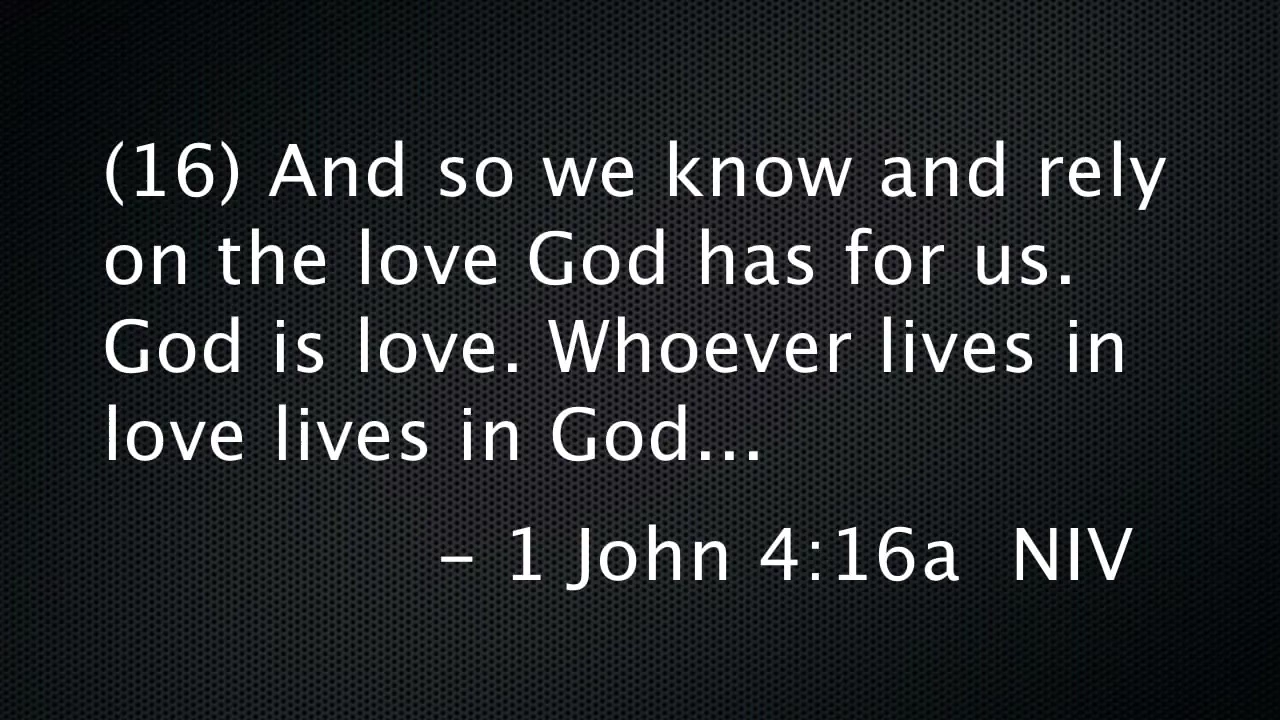 (16) And so we know and rely
on the love God has for us.
God is love. Whoever lives in
love lives in God...
– 1 John 4:16a  NIV